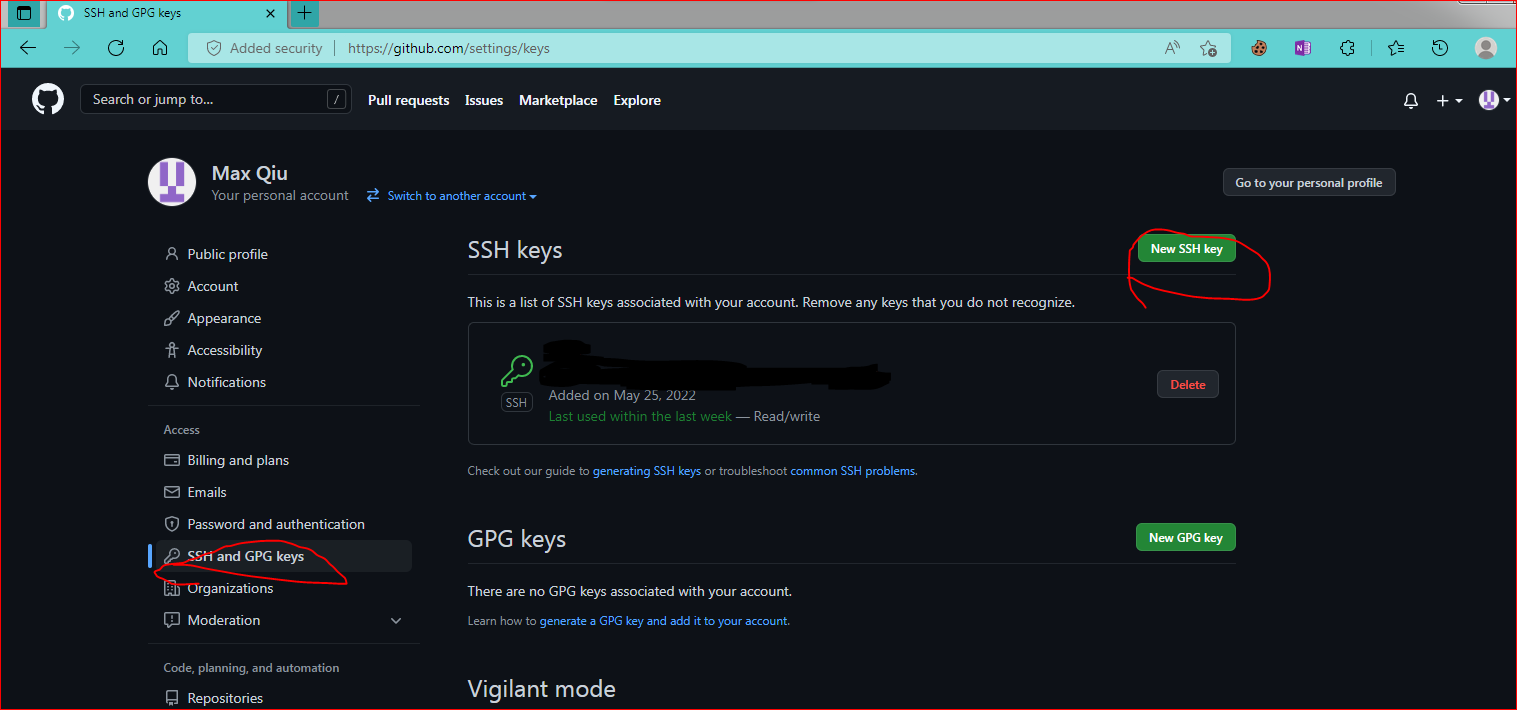 SSH and GPG keys
Added security | https://github.com/settings/keys
Search or jump to... / Pull requests Issues Marketplace Explore
Max Qiu
Your personal account Switch to another account
Go to your personal profile
Public profile
Account
Appearance
Accessibility
Notifications
Access
Billing and plans
Emails
Password and authentication
SSH and GPG keys
Organizations
Moderation
Code, planning, and automation
Repositories
SSH keys
New SSH key
This is a list of SSH keys associated with your account. Remove any keys that you do not recognize.
SSH
Added on May 25, 2022
Last used within the last week — Read/write
Delete
Check out our guide to generating SSH keys or troubleshoot common SSH problems.
GPG keys
New GPG key
There are no GPG keys associated with your account.
Learn how to generate a GPG key and add it to your account.
Vigilant mode